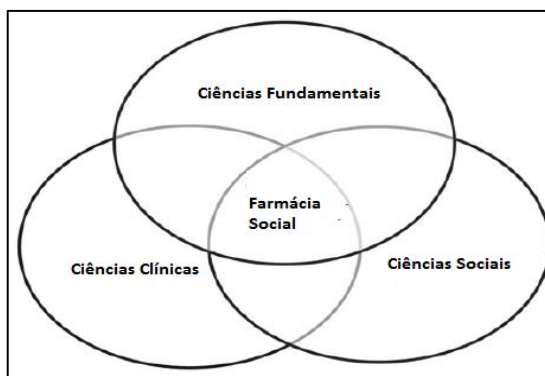 Ciências Fundamentais
Farmácia
Social
Ciências Clínicas
Ciências Sociais